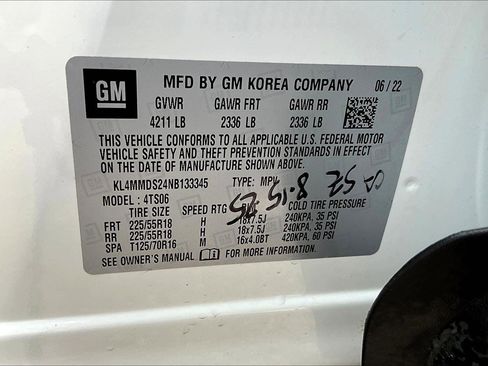 GM
MFD BY GM KOREA COMPANY 06/22
GVWR GAWR FRT GAWR RR
4211 LB 2336 LB 2336 LB
THIS VEHICLE CONFORMS TO ALL APPLICABLE U.S. FEDERAL MOTOR
VEHICLE SAFETY AND THEFT PREVENTION STANDARDS IN EFFECT
ON THE DATE OF MANUFACTURE SHOWN ABOVE.
KL4MMDS24NB133345 TYPE: MPV
MODEL : 4TS06
TIRE SIZE SPEED RTG COLD TIRE PRESSURE
FRT 225/55R18 H 18x7.5J 240KPA, 35 PSI
RR 225/55R18 H 18x7.5J 240KPA, 35 PSI
SPA T125/70R16 M 16x4.0BT 420KPA, 60 PSI
SEE OWNER'S MANUAL FOR MORE INFORMATION.